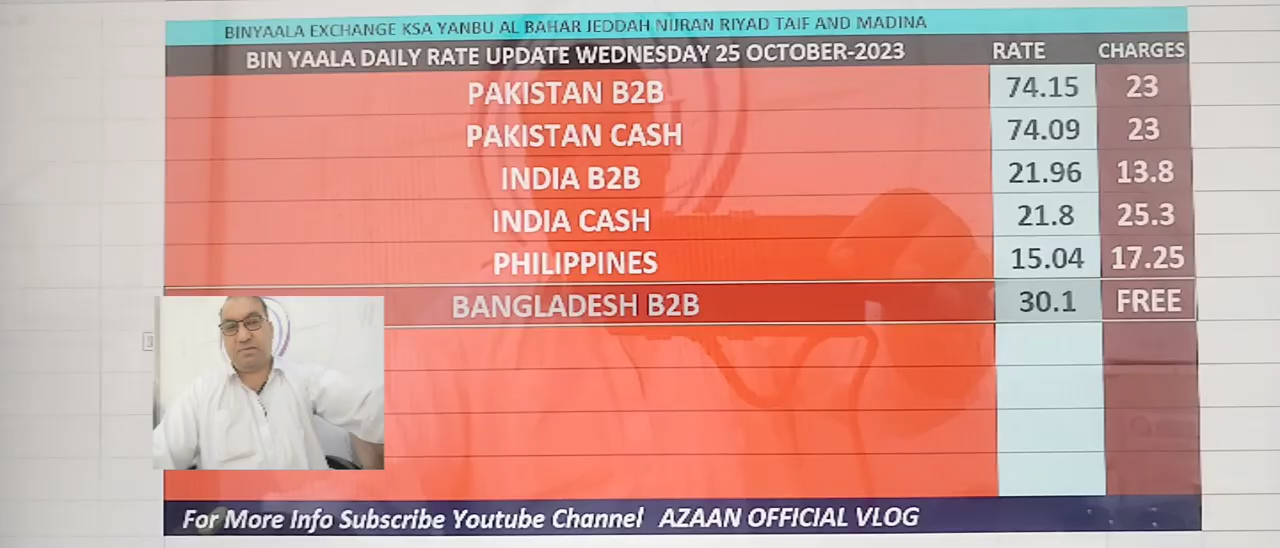 BINYAALA EXCHANGE KSA YANBU AL BAHAR JEDDAH NIJRAN RIYAD TAIF AND MADINA
BIN YAALA DAILY RATE UPDATE WEDNESDAY 25 OCTOBER-2023 RATE CHARGES
PAKISTAN B2B 74.15 23
PAKISTAN CASH 74.09 23
INDIA B2B 21.96 13.8
INDIA CASH 21.8 25.3
PHILIPPINES 15.04 17.25
BANGLADESH B2B 30.1 FREE
For More Info Subscribe Youtube Channel AZAAN OFFICIAL VLOG